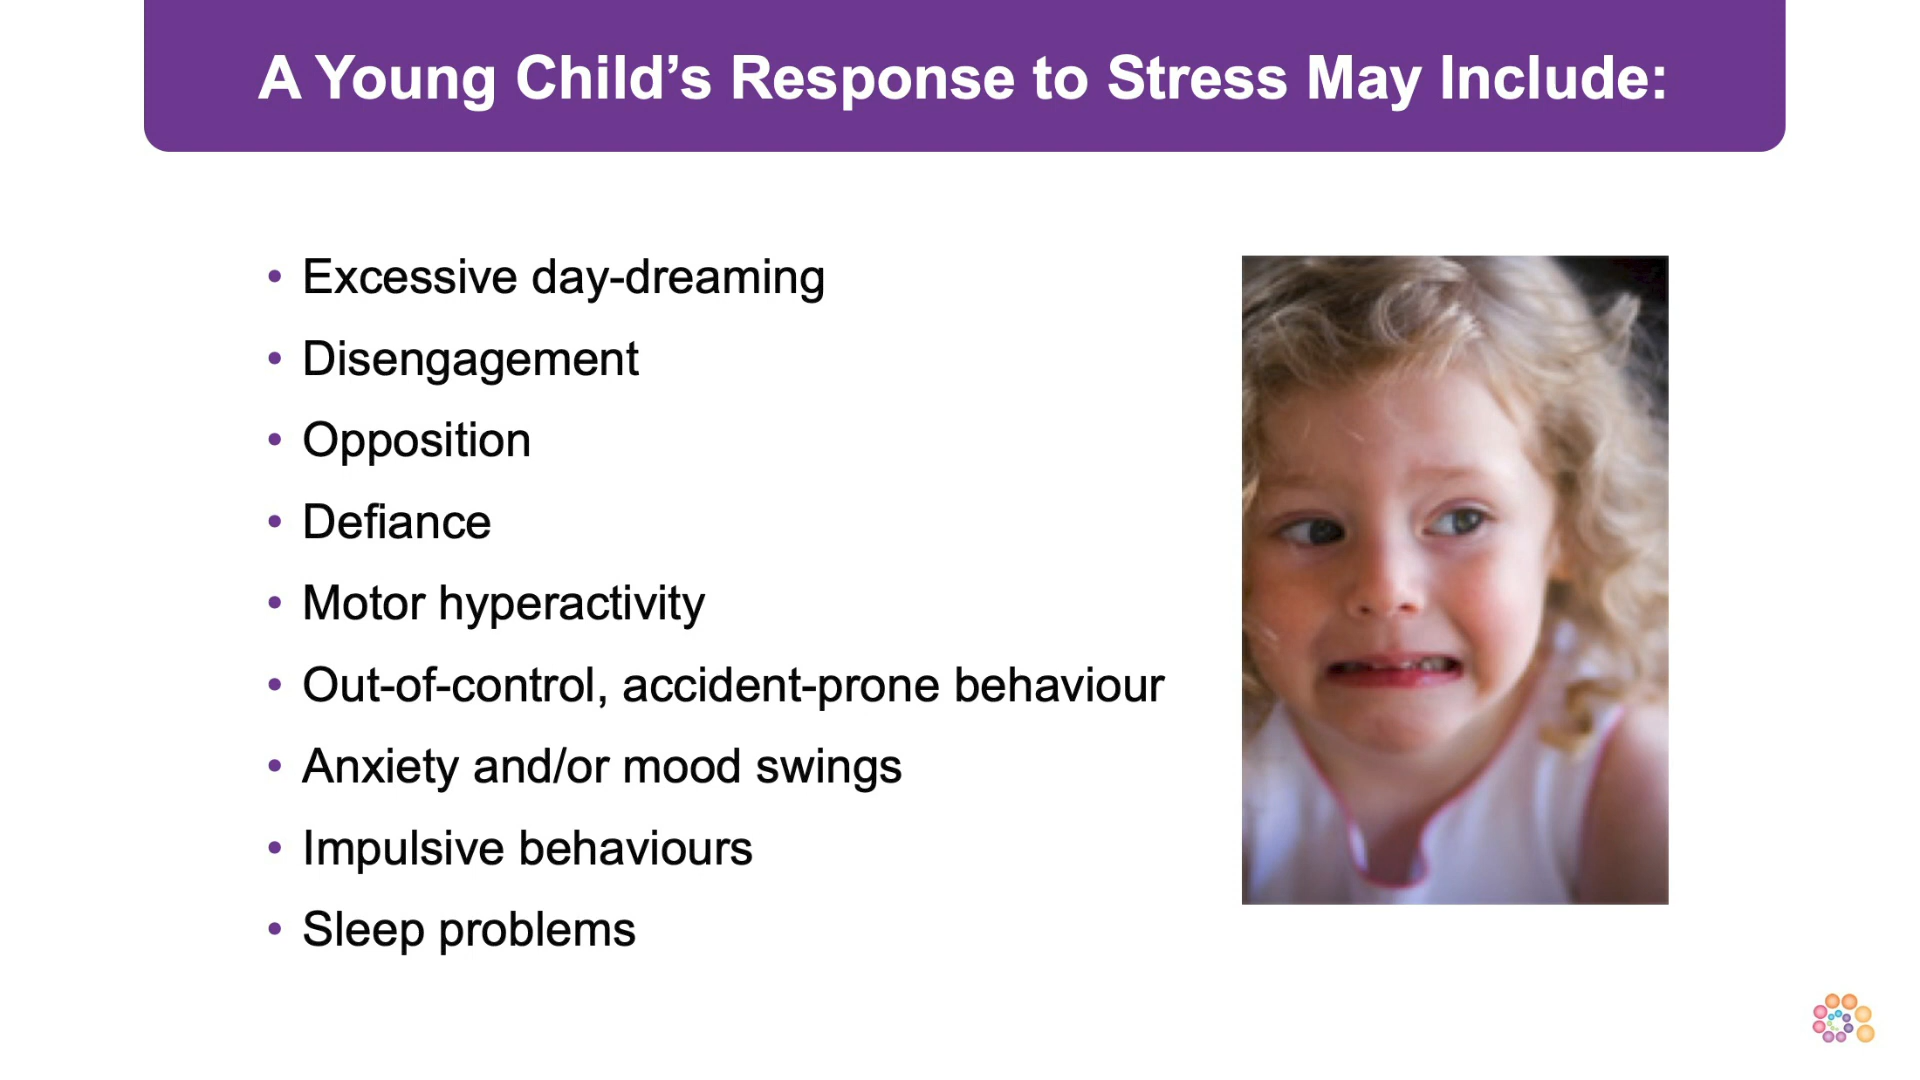 A Young Child’s Response to Stress May Include:
• Excessive day-dreaming
• Disengagement
• Opposition
• Defiance
• Motor hyperactivity
• Out-of-control, accident-prone behaviour
• Anxiety and/or mood swings
• Impulsive behaviours
• Sleep problems